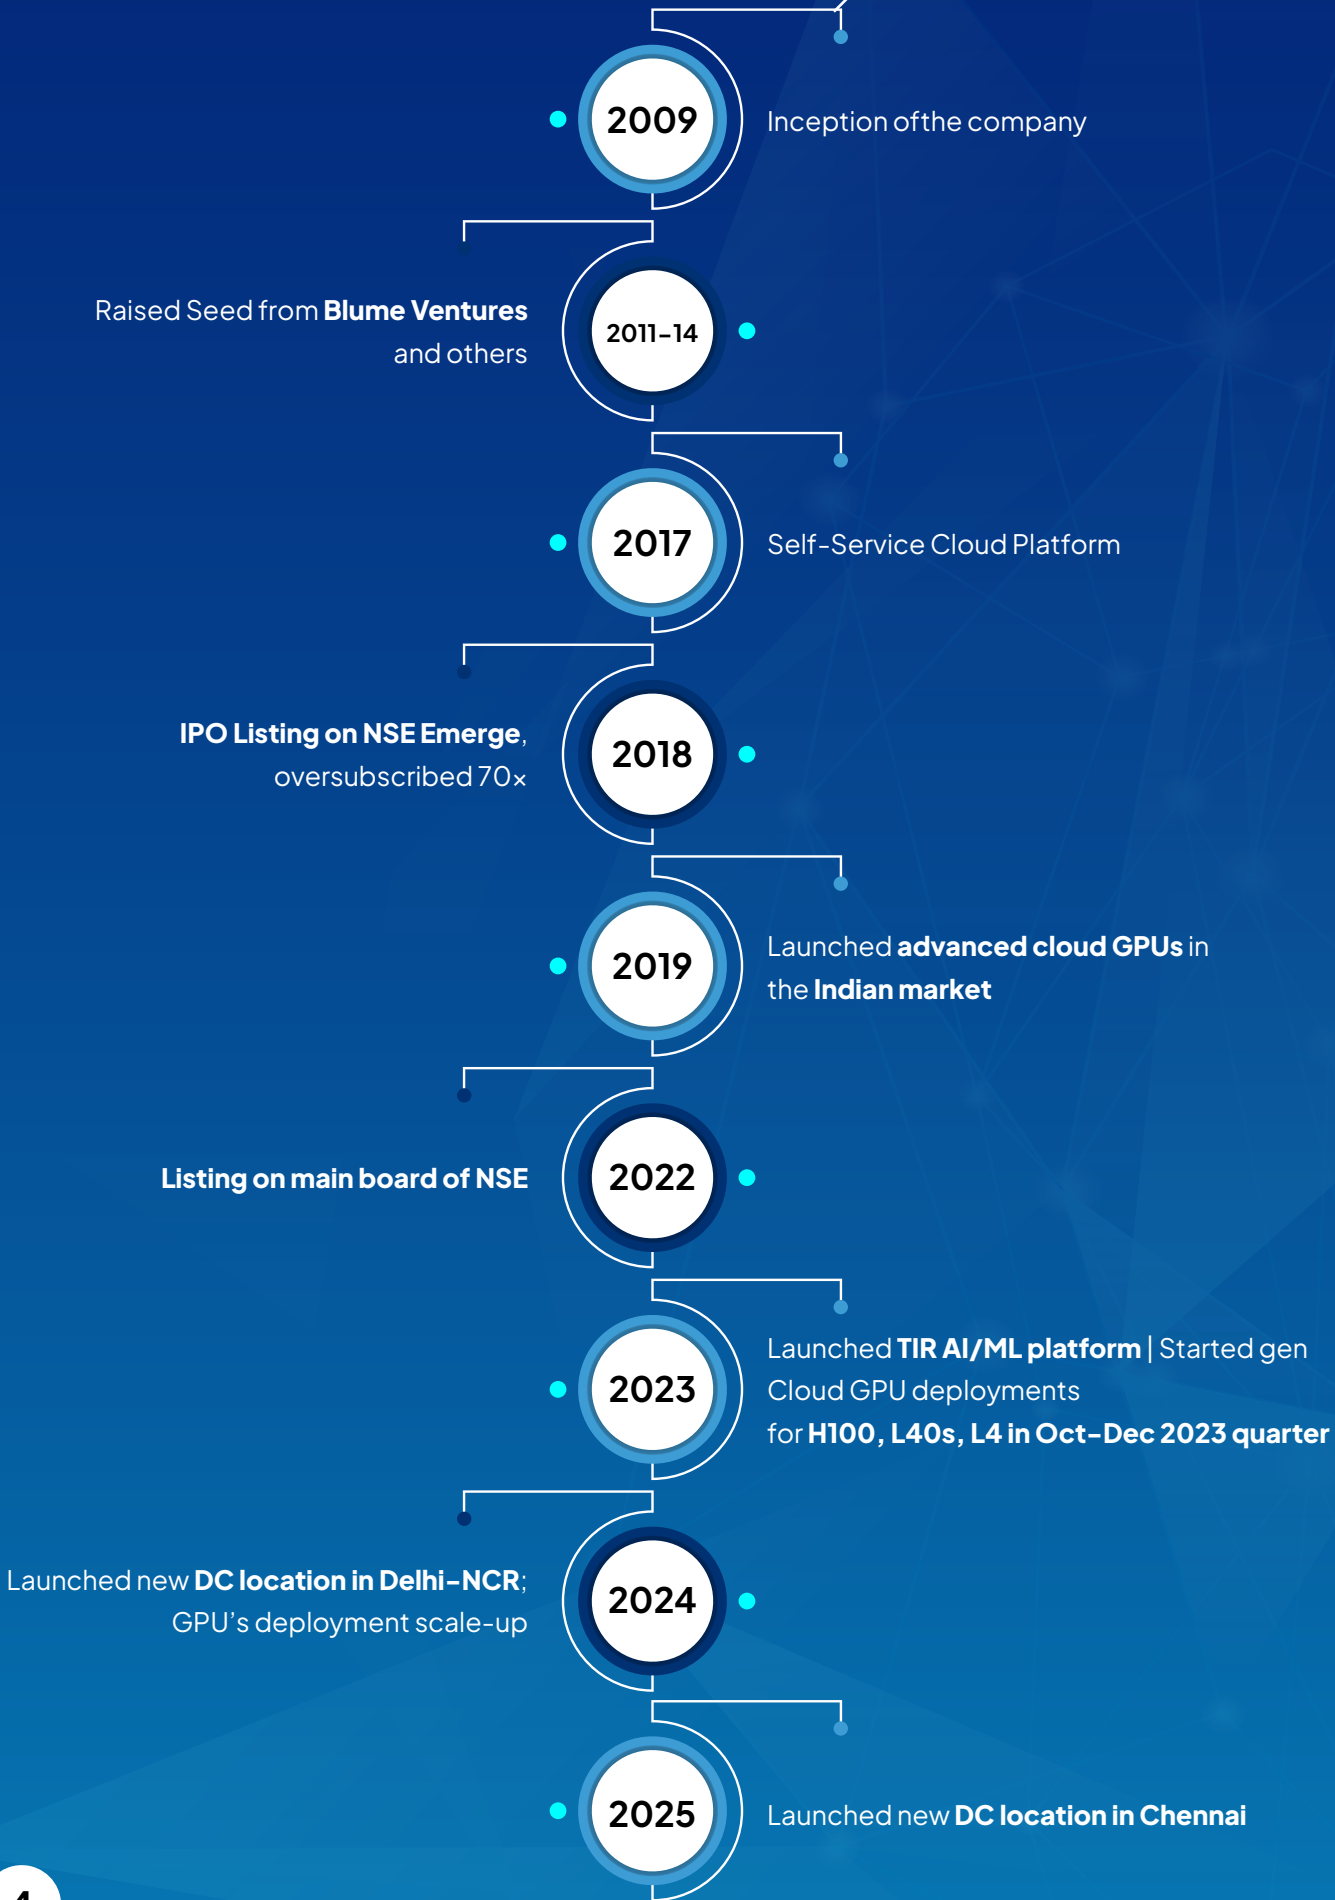 2009
Inception ofthe company
Raised Seed from Blume Ventures
and others
2011–14
2017
Self-Service Cloud Platform
IPO Listing on NSE Emerge,
oversubscribed 70×
2018
2019
Launched advanced cloud GPUs in
the Indian market
Listing on main board of NSE
2022
2023
Launched TIR AI/ML platform | Started gen
Cloud GPU deployments
for H100, L40s, L4 in Oct–Dec 2023 quarter
Launched new DC location in Delhi–NCR;
GPU’s deployment scale-up
2024
2025
Launched new DC location in Chennai